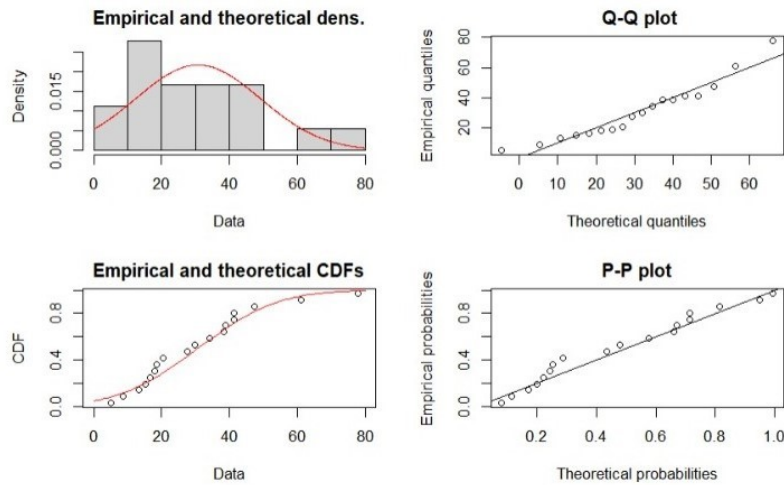 Empirical and theoretical dens.
Density
0.000
0.015
0 20 40 60 80
Data
Q-Q plot
Empirical quantiles
20 40 60 80
0 10 20 30 40 50 60
Theoretical quantiles
Empirical and theoretical CDFs
CDF
0.0 0.4 0.8
0 20 40 60 80
Data
P-P plot
Empirical probabilities
0.0 0.4 0.8
0.2 0.4 0.6 0.8 1.0
Theoretical probabilities